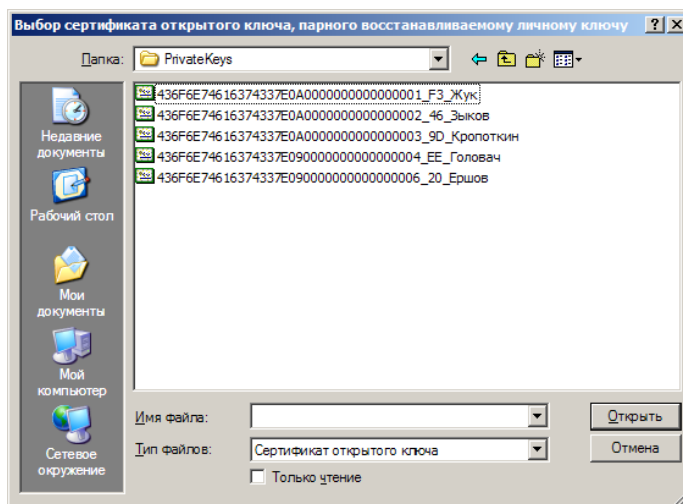 Выбор сертификата открытого ключа, парного восстанавливаемому личному ключу
Папка: PrivateKeys
436F6E74616374337E0A0000000000000001_F3_Жук
436F6E74616374337E0A0000000000000002_46_Зыков
436F6E74616374337E0A0000000000000003_9D_Кропоткин
436F6E74616374337E090000000000000004_EE_Головач
436F6E74616374337E090000000000000006_20_Ершов
Недавние
документы
Рабочий стол
Мои
документы
Мой
компьютер
Сетевое
окружение
Имя файла:
Открыть
Тип файлов: Сертификат открытого ключа
Отмена
Только чтение